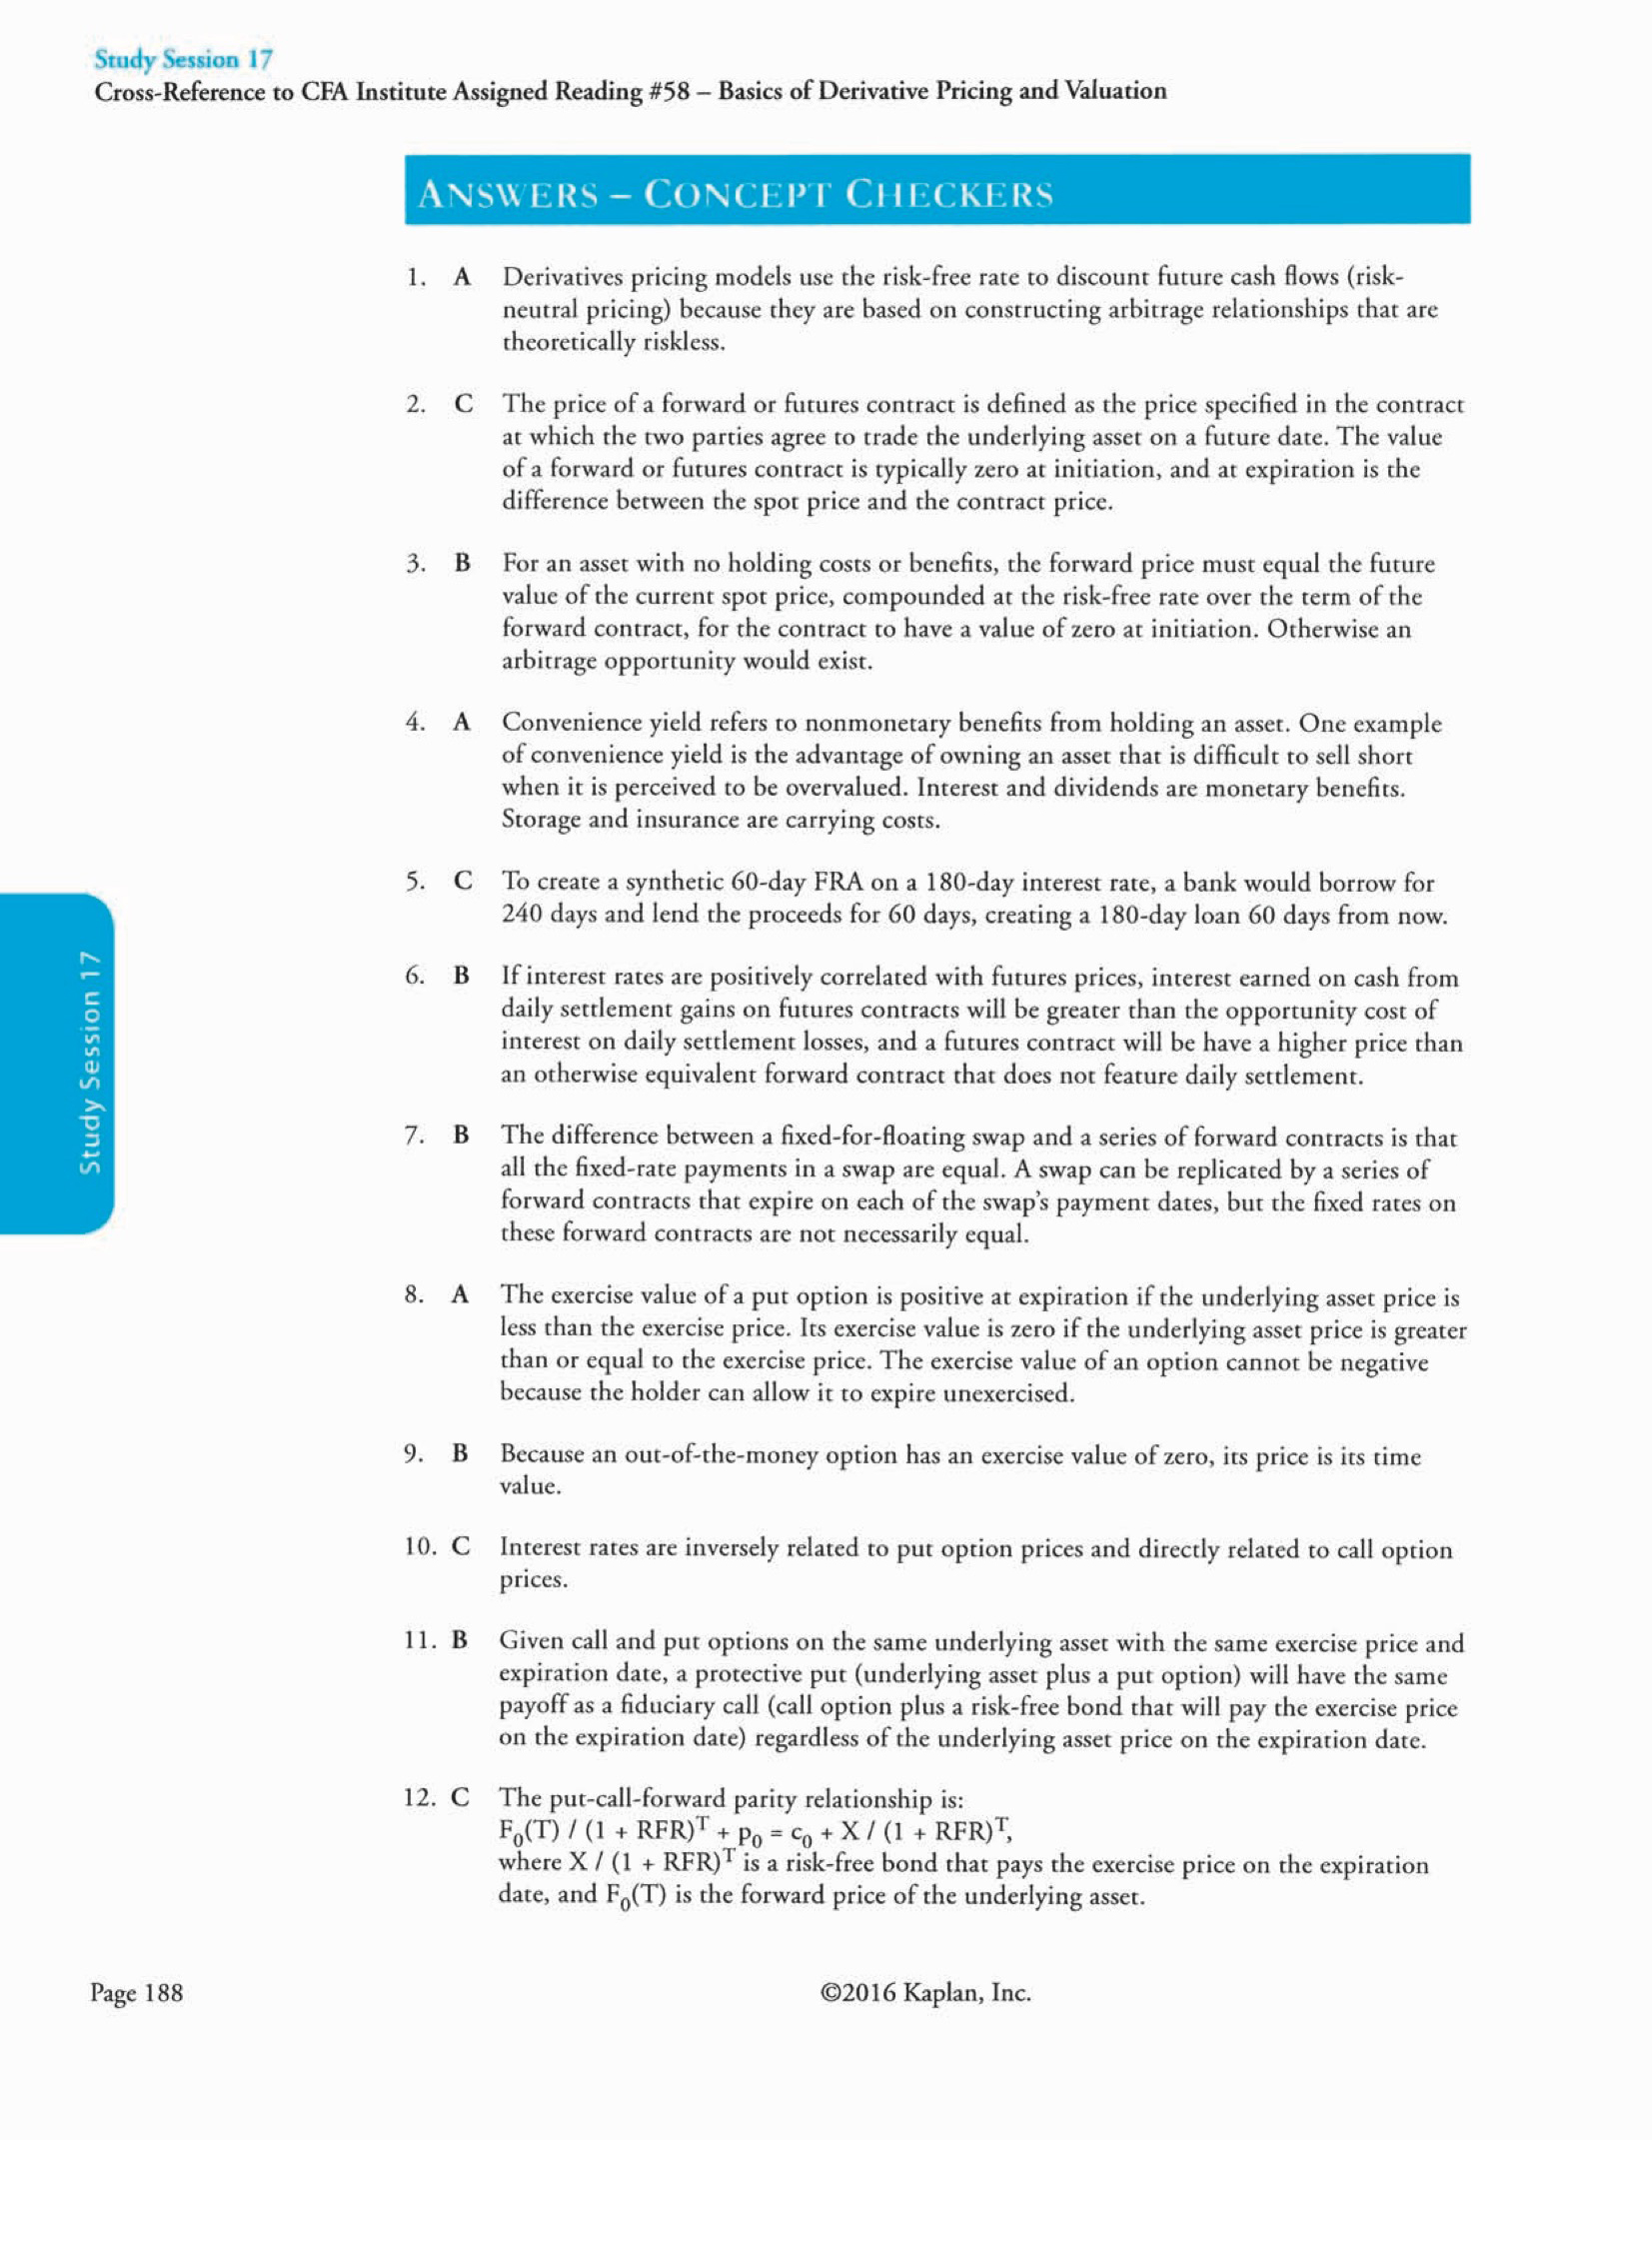 Study Session 17
Cross-Reference to CFA Institute Assigned Reading #58 – Basics of Derivative Pricing and Valuation
ANSWERS – CONCEPT CHECKERS
1. A Derivatives pricing models use the risk-free rate to discount future cash flows (risk-
neutral pricing) because they are based on constructing arbitrage relationships that are
theoretically riskless.
2. C The price of a forward or futures contract is defined as the price specified in the contract
at which the two parties agree to trade the underlying asset on a future date. The value
of a forward or futures contract is typically zero at initiation, and at expiration is the
difference between the spot price and the contract price.
3. B For an asset with no holding costs or benefits, the forward price must equal the future
value of the current spot price, compounded at the risk-free rate over the term of the
forward contract, for the contract to have a value of zero at initiation. Otherwise an
arbitrage opportunity would exist.
4. A Convenience yield refers to nonmonetary benefits from holding an asset. One example
of convenience yield is the advantage of owning an asset that is difficult to sell short
when it is perceived to be overvalued. Interest and dividends are monetary benefits.
Storage and insurance are carrying costs.
5. C To create a synthetic 60-day FRA on a 180-day interest rate, a bank would borrow for
240 days and lend the proceeds for 60 days, creating a 180-day loan 60 days from now.
6. B If interest rates are positively correlated with futures prices, interest earned on cash from
daily settlement gains on futures contracts will be greater than the opportunity cost of
interest on daily settlement losses, and a futures contract will be have a higher price than
an otherwise equivalent forward contract that does not feature daily settlement.
7. B The difference between a fixed-for-floating swap and a series of forward contracts is that
all the fixed-rate payments in a swap are equal. A swap can be replicated by a series of
forward contracts that expire on each of the swap's payment dates, but the fixed rates on
these forward contracts are not necessarily equal.
8. A The exercise value of a put option is positive at expiration if the underlying asset price is
less than the exercise price. Its exercise value is zero if the underlying asset price is greater
than or equal to the exercise price. The exercise value of an option cannot be negative
because the holder can allow it to expire unexercised.
9. B Because an out-of-the-money option has an exercise value of zero, its price is its time
value.
10. C Interest rates are inversely related to put option prices and directly related to call option
prices.
11. B Given call and put options on the same underlying asset with the same exercise price and
expiration date, a protective put (underlying asset plus a put option) will have the same
payoff as a fiduciary call (call option plus a risk-free bond that will pay the exercise price
on the expiration date) regardless of the underlying asset price on the expiration date.
12. C The put-call-forward parity relationship is:
F₀(T) / (1 + RFR)ᵀ + p₀ = c₀ + X / (1 + RFR)ᵀ,
where X / (1 + RFR)ᵀ is a risk-free bond that pays the exercise price on the expiration
date, and F₀(T) is the forward price of the underlying asset.
Study Session 17
Page 188
©2016 Kaplan, Inc.